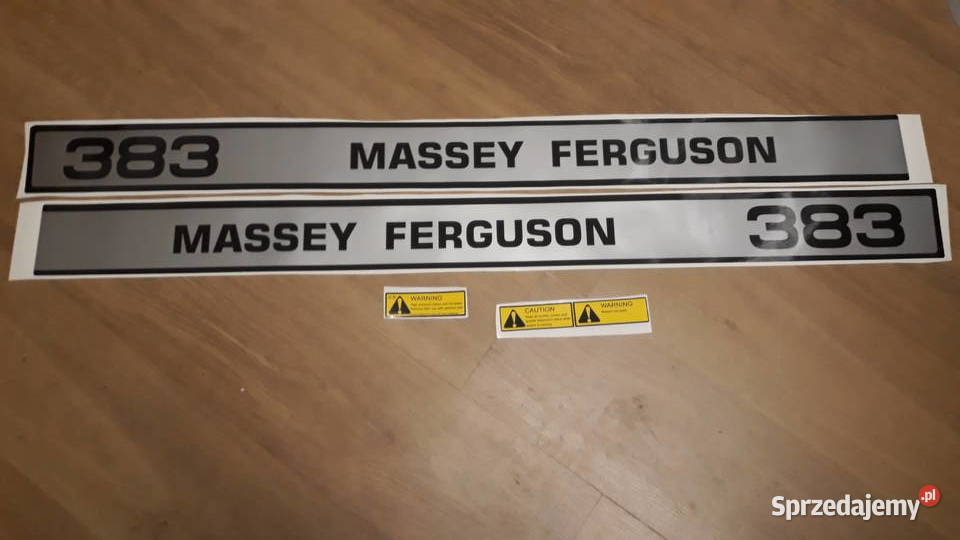 383 MASSEY FERGUSON
MASSEY FERGUSON 383
WARNING
CAUTION
WARNING
Sprzedajemy.pl